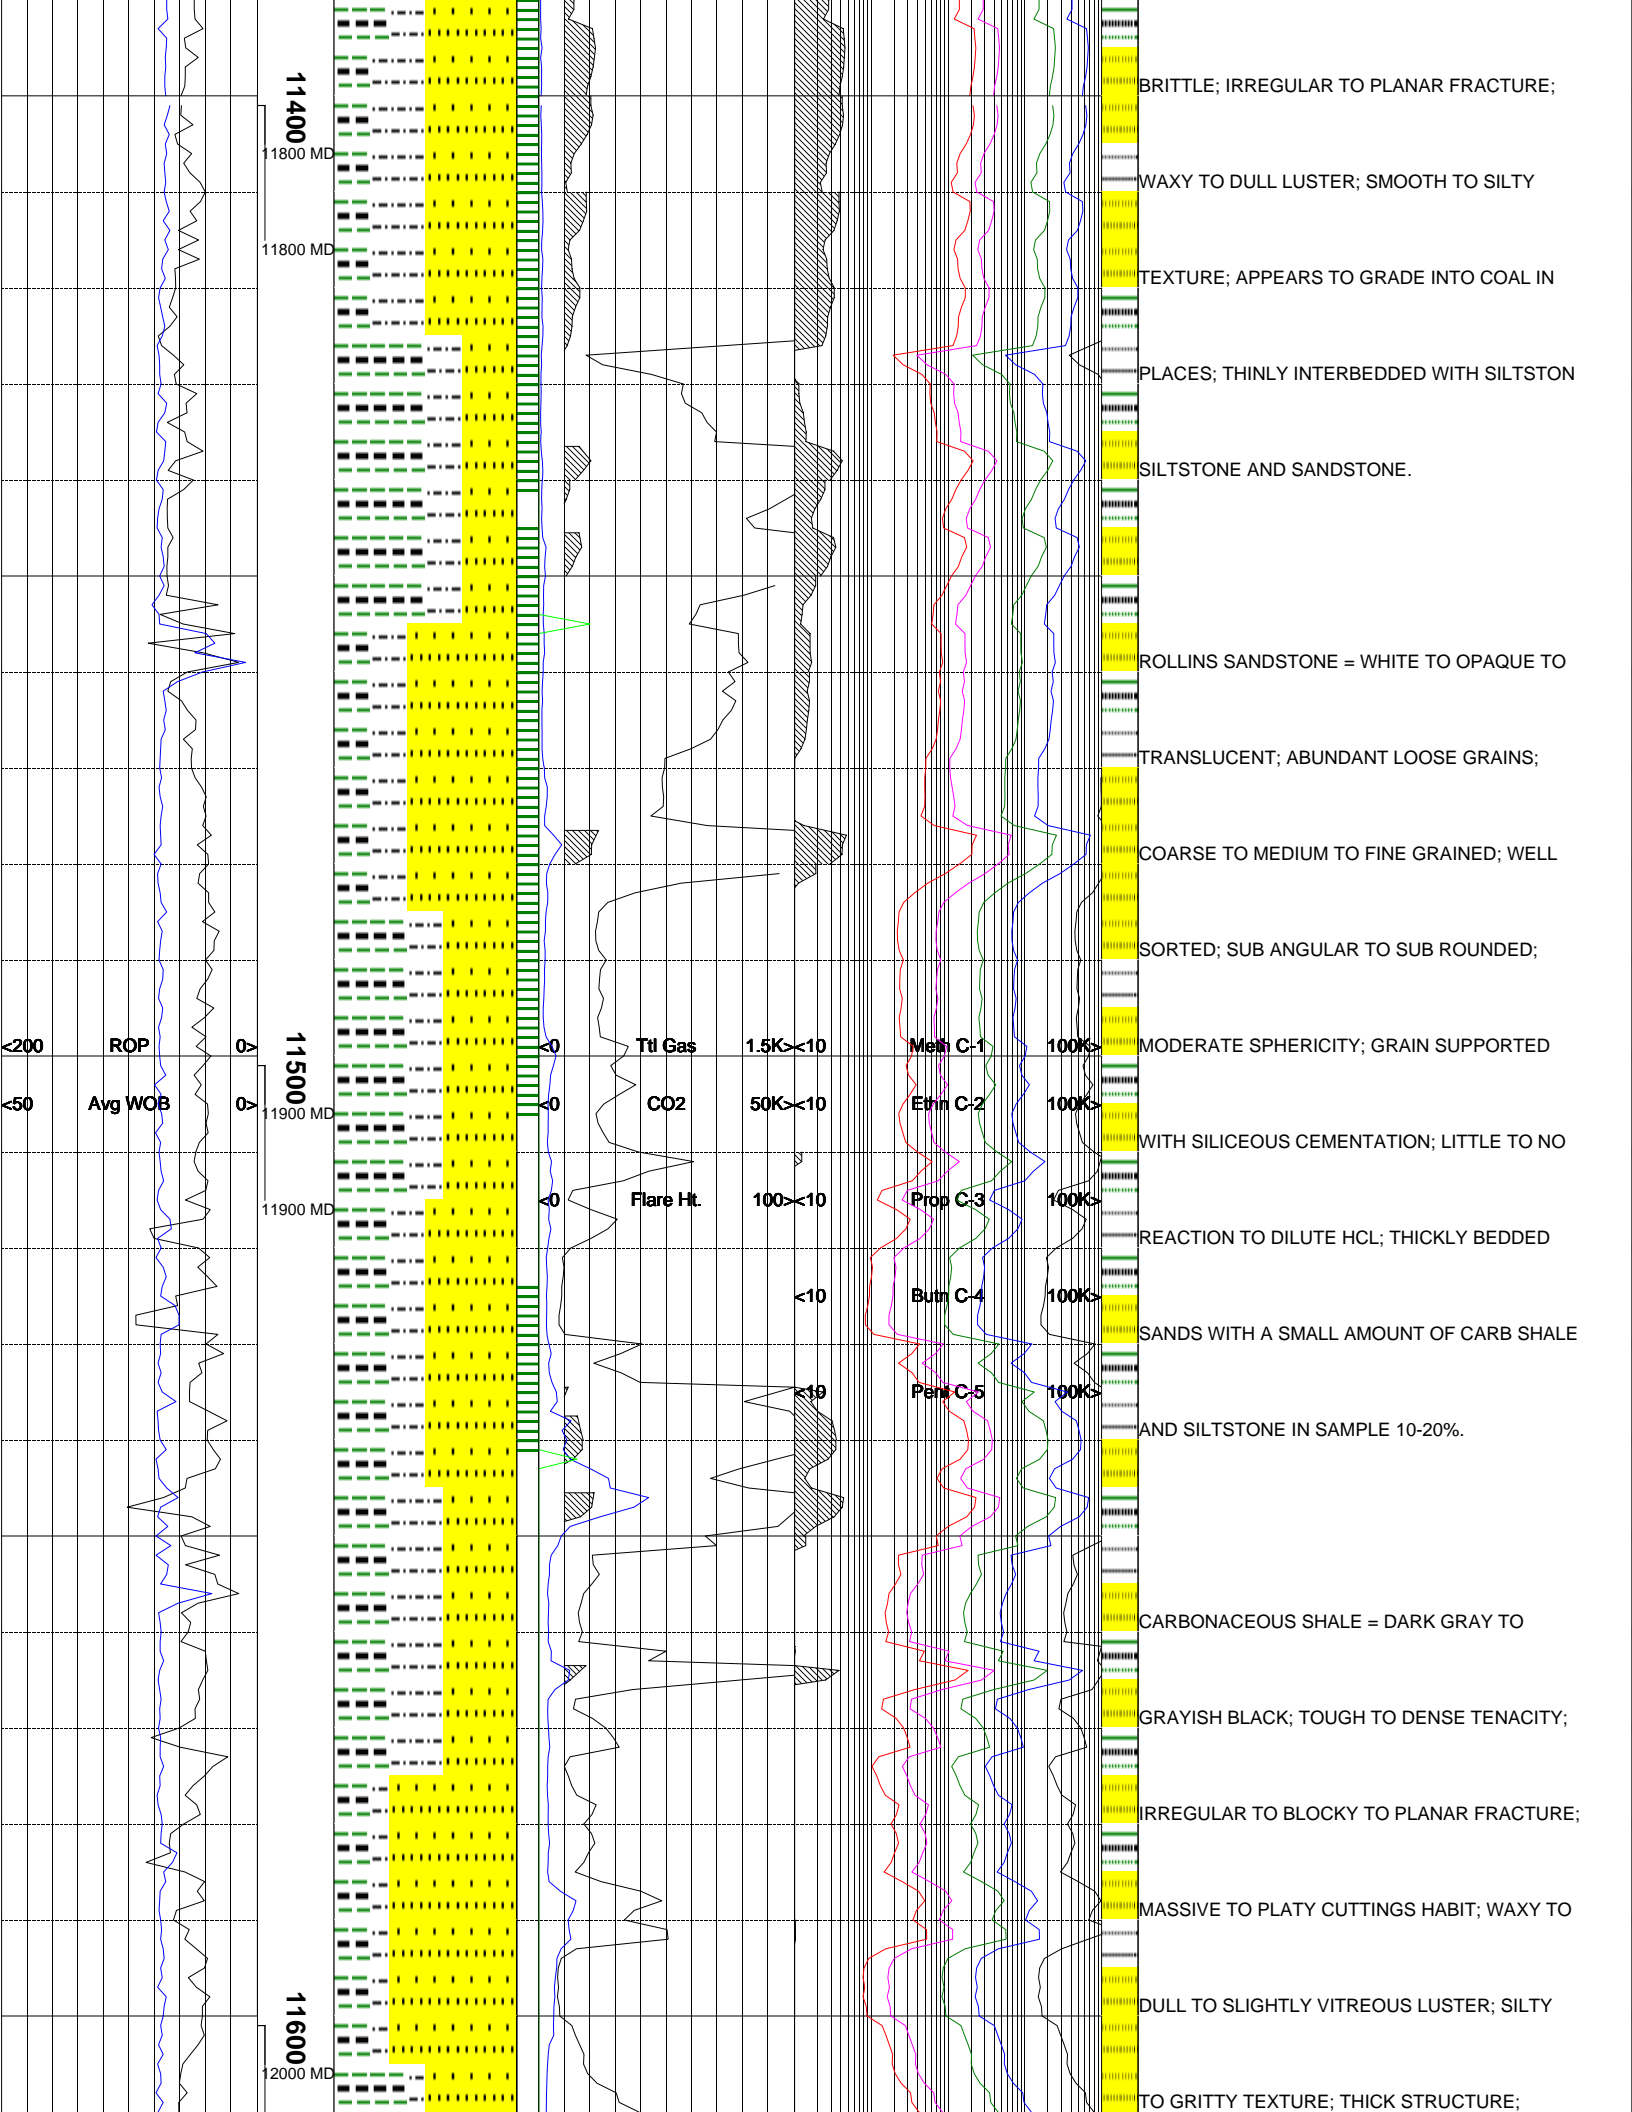 BRITTLE; IRREGULAR TO PLANAR FRACTURE;
11400
11800 MD
WAXY TO DULL LUSTER; SMOOTH TO SILTY
11800 MD
TEXTURE; APPEARS TO GRADE INTO COAL IN
PLACES; THINLY INTERBEDDED WITH SILTSTON
SILTSTONE AND SANDSTONE.
ROLLINS SANDSTONE = WHITE TO OPAQUE TO
TRANSLUCENT; ABUNDANT LOOSE GRAINS;
COARSE TO MEDIUM TO FINE GRAINED; WELL
SORTED; SUB ANGULAR TO SUB ROUNDED;
<200 ROP 0> <0 Ttl Gas 1.5K> <10 Meth C-1 100K> MODERATE SPHERICITY; GRAIN SUPPORTED
11500
<50 Avg WOB 0> <0 CO2 50K> <10 Ethn C-2 100K>
11900 MD
WITH SILICEOUS CEMENTATION; LITTLE TO NO
<0 Flare Ht. 100> <10 Prop C-3 100K>
11900 MD
REACTION TO DILUTE HCL; THICKLY BEDDED
<10 Butn C-4 100K>
SANDS WITH A SMALL AMOUNT OF CARB SHALE
<10 Pent C-5 100K>
AND SILTSTONE IN SAMPLE 10-20%.
CARBONACEOUS SHALE = DARK GRAY TO
GRAYISH BLACK; TOUGH TO DENSE TENACITY;
IRREGULAR TO BLOCKY TO PLANAR FRACTURE;
MASSIVE TO PLATY CUTTINGS HABIT; WAXY TO
DULL TO SLIGHTLY VITREOUS LUSTER; SILTY
11600
12000 MD
TO GRITTY TEXTURE; THICK STRUCTURE;